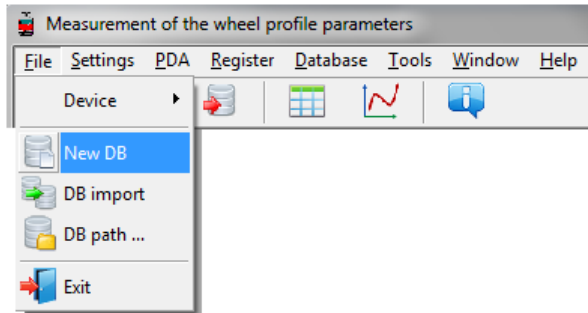 Measurement of the wheel profile parameters
File Settings PDA Register Database Tools Window Help
Device
New DB
DB import
DB path ...
Exit